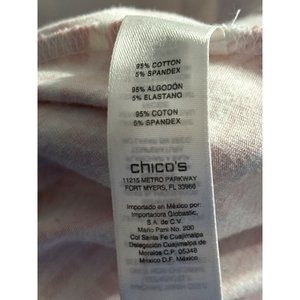 95% COTTON
5% SPANDEX
95% ALGODÓN
5% ELASTANO
95% COTON
5% SPANDEX
chico's
11215 METRO PARKWAY
FORT MYERS, FL 33966
Importado en México por:
Importadora Globastic,
S.A. de C.V.
Mario Pani No. 200
Col Santa Fe Cuajimalpa
Delegación Cuajimalpa de
Morelos C.P. 05348
México D.F. México